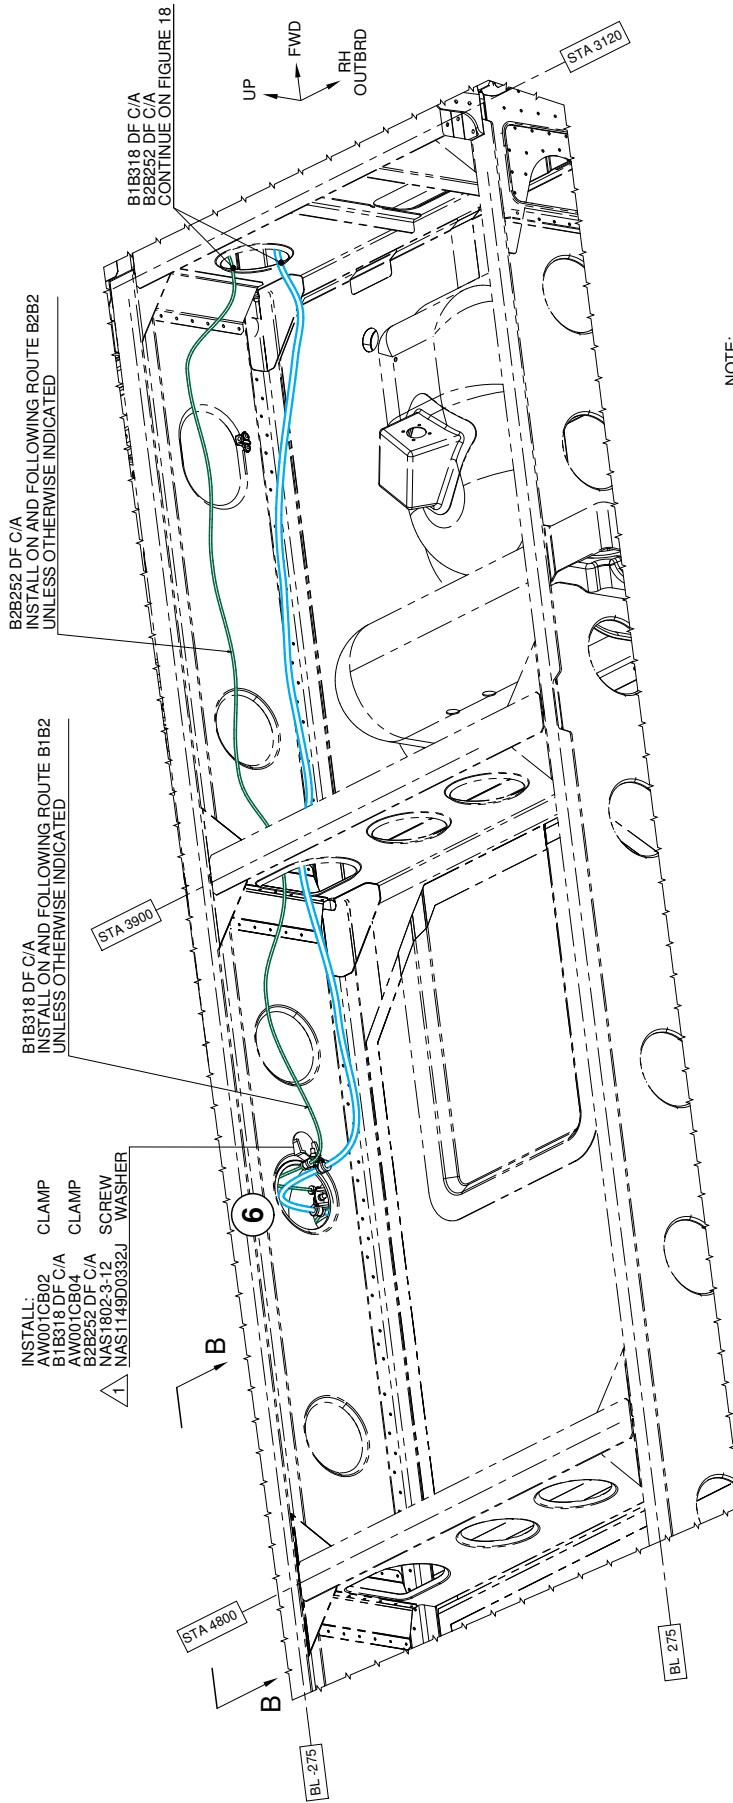 INSTALL:
AW001CB02 CLAMP
B1B318 DF C/A
AW001CB04 CLAMP
B2B252 DF C/A
NAS1802-3-12 SCREW
NAS1149D0332J WASHER
1
B1B318 DF C/A
INSTALL ON AND FOLLOWING ROUTE B1B2
UNLESS OTHERWISE INDICATED
B2B252 DF C/A
INSTALL ON AND FOLLOWING ROUTE B2B2
UNLESS OTHERWISE INDICATED
B1B318 DF C/A
B2B252 DF C/A
CONTINUE ON FIGURE 18
UP
FWD
RH
OUTBRD
B
B
6
STA 4800
STA 3900
STA 3120
BL -275
BL 275
NOTE: